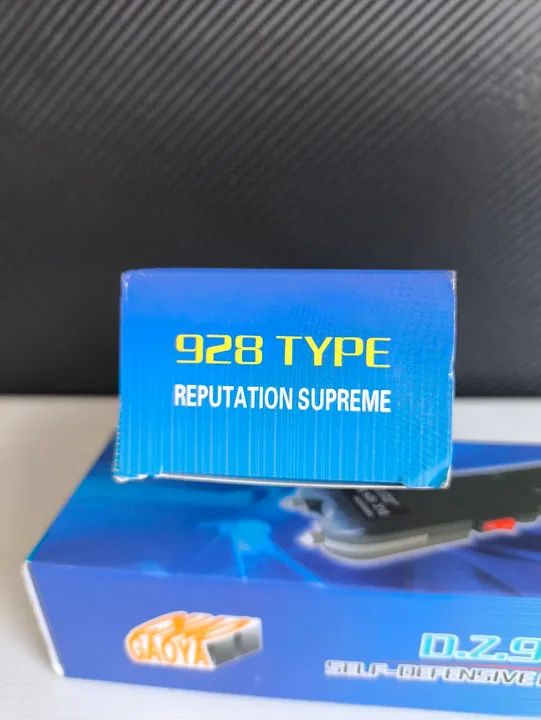 928 TYPE
REPUTATION SUPREME
GAOYA
D.Z.9
SELF-DEFENSIVE